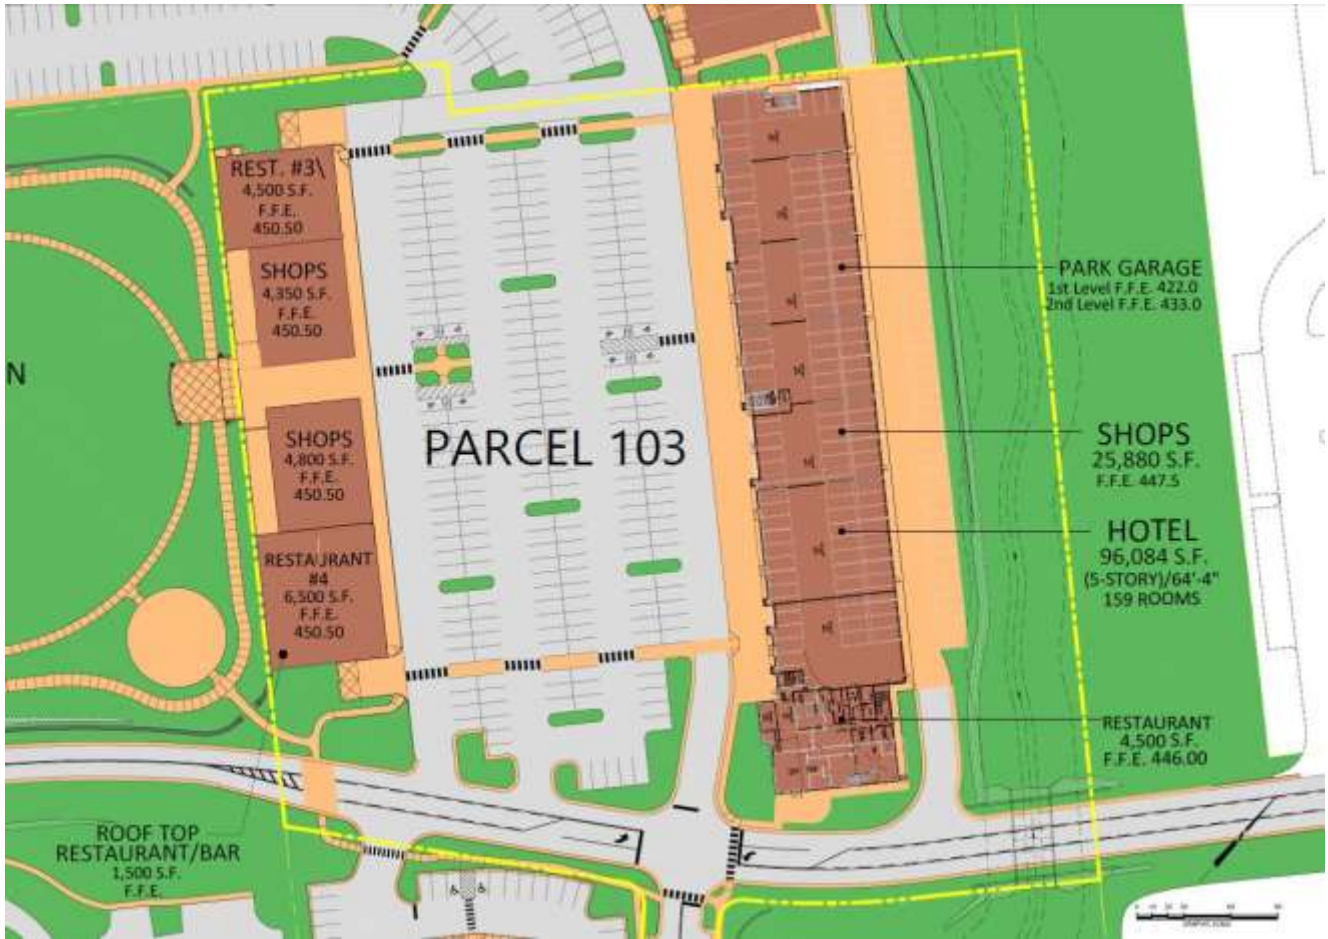 REST. #3\
4,500 S.F.
F.F.E.
450.50
SHOPS
4,350 S.F.
F.F.E.
450.50
N
SHOPS
4,800 S.F.
F.F.E.
450.50
RESTAURANT
#4
6,500 S.F.
F.F.E.
450.50
ROOF TOP
RESTAURANT/BAR
1,500 S.F.
F.F.E.
PARCEL 103
PARK GARAGE
1st Level F.F.E. 422.0
2nd Level F.F.E. 433.0
SHOPS
25,880 S.F.
F.F.E. 447.5
HOTEL
96,084 S.F.
(5-STORY)/64'-4"
159 ROOMS
RESTAURANT
4,500 S.F.
F.F.E. 446.00